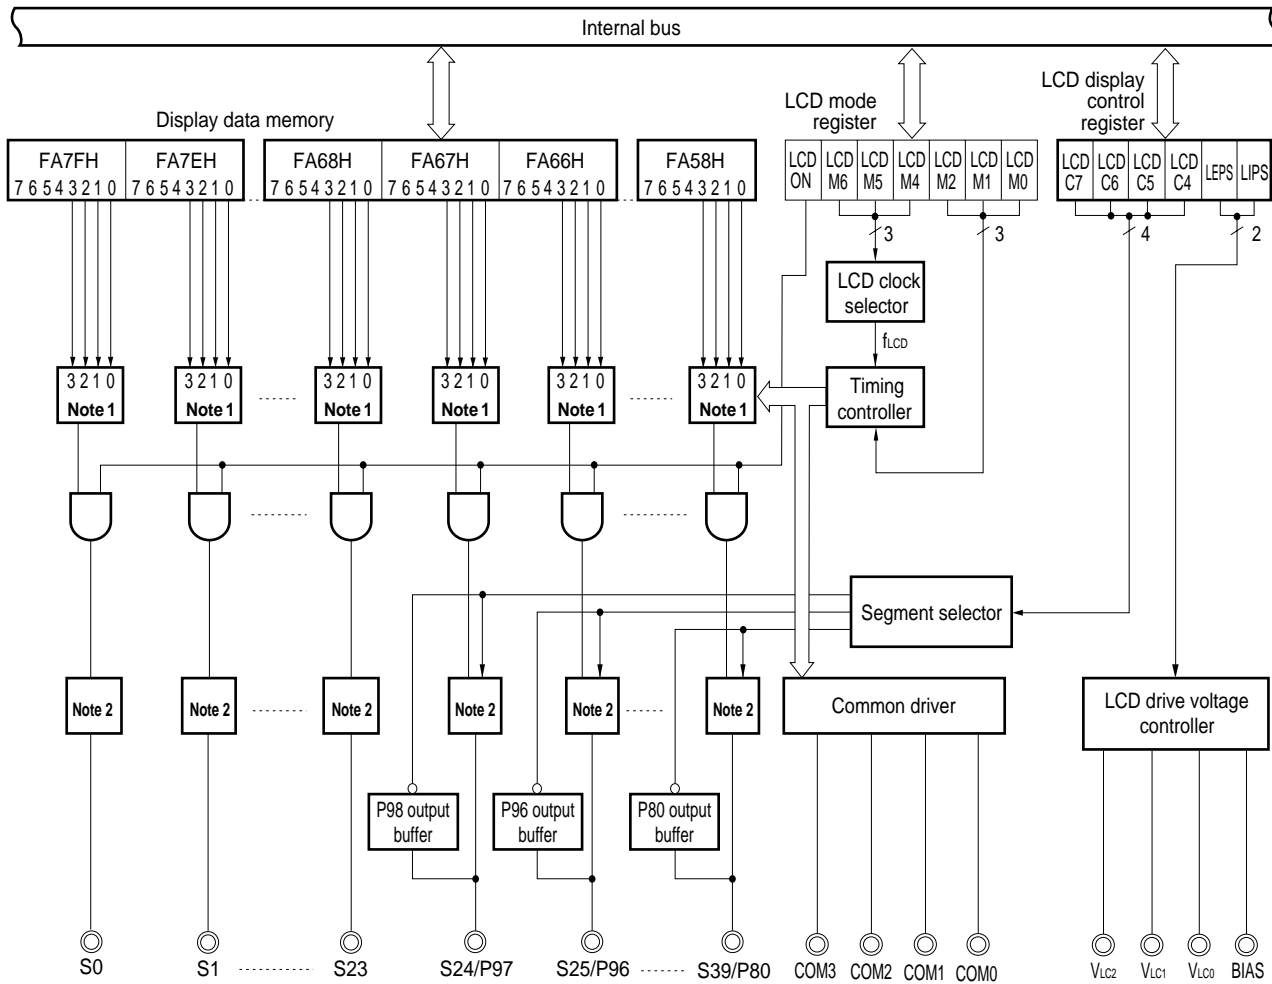 Internal bus
Display data memory
LCD mode
register
LCD display
control
register
FA7FH
7 6 5 4 3 2 1 0
FA7EH
7 6 5 4 3 2 1 0
FA68H
7 6 5 4 3 2 1 0
FA67H
7 6 5 4 3 2 1 0
FA66H
7 6 5 4 3 2 1 0
FA58H
7 6 5 4 3 2 1 0
LCD
ON
LCD
M6
LCD
M5
LCD
M4
LCD
M2
LCD
M1
LCD
M0
LCD
C7
LCD
C6
LCD
C5
LCD
C4
LEPS
LIPS
3
3
4
2
LCD clock
selector
fLCD
3 2 1 0
Note 1
3 2 1 0
Note 1
3 2 1 0
Note 1
3 2 1 0
Note 1
3 2 1 0
Note 1
3 2 1 0
Note 1
Timing
controller
Segment selector
Note 2
Note 2
Note 2
Note 2
Note 2
Note 2
Common driver
LCD drive voltage
controller
P98 output
buffer
P96 output
buffer
P80 output
buffer
S0
S1
S23
S24/P97
S25/P96
S39/P80
COM3
COM2
COM1
COM0
VLC2
VLC1
VLC0
BIAS